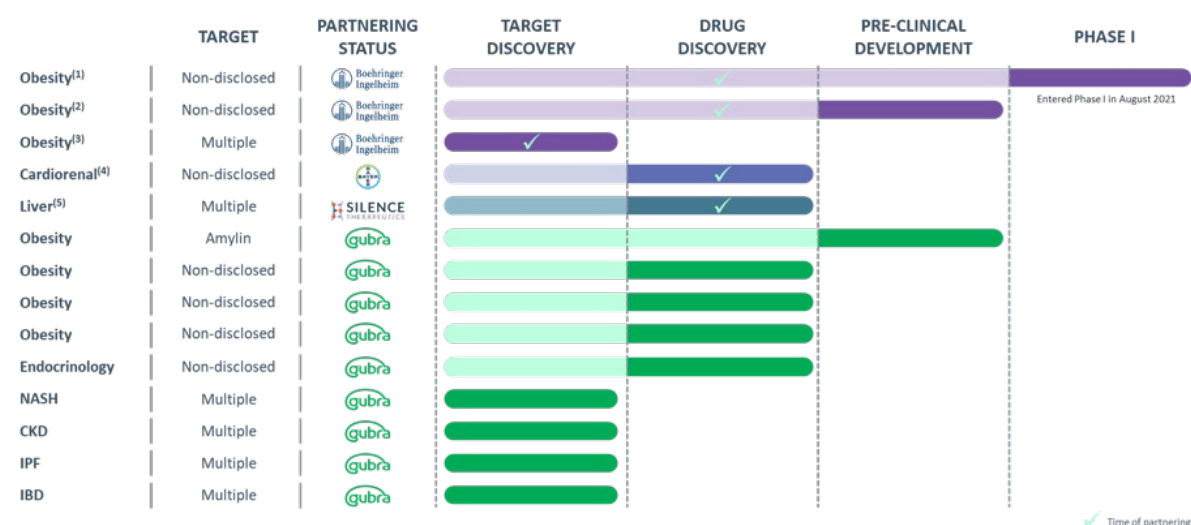 TARGET PARTNERING STATUS TARGET DISCOVERY DRUG DISCOVERY PRE-CLINICAL DEVELOPMENT PHASE I
Obesity(1) Non-disclosed Boehringer Ingelheim
Entered Phase I in August 2021
Obesity(2) Non-disclosed Boehringer Ingelheim
Obesity(3) Multiple Boehringer Ingelheim
Cardiorenal(4) Non-disclosed BAYER
Liver(5) Multiple SILENCE THERAPEUTICS
Obesity Amylin gubra
Obesity Non-disclosed gubra
Obesity Non-disclosed gubra
Obesity Non-disclosed gubra
Endocrinology Non-disclosed gubra
NASH Multiple gubra
CKD Multiple gubra
IPF Multiple gubra
IBD Multiple gubra
Time of partnering